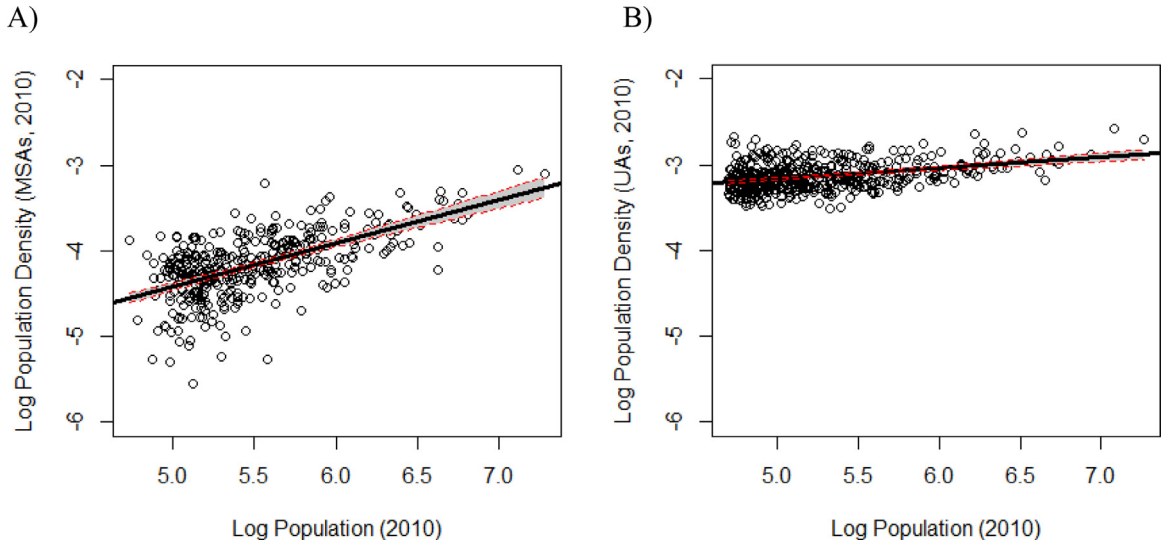 A)
B)
Log Population Density (MSAs, 2010)
-2
-3
-4
-5
-6
5.0 5.5 6.0 6.5 7.0
Log Population (2010)
Log Population Density (UAs, 2010)
-2
-3
-4
-5
-6
5.0 5.5 6.0 6.5 7.0
Log Population (2010)